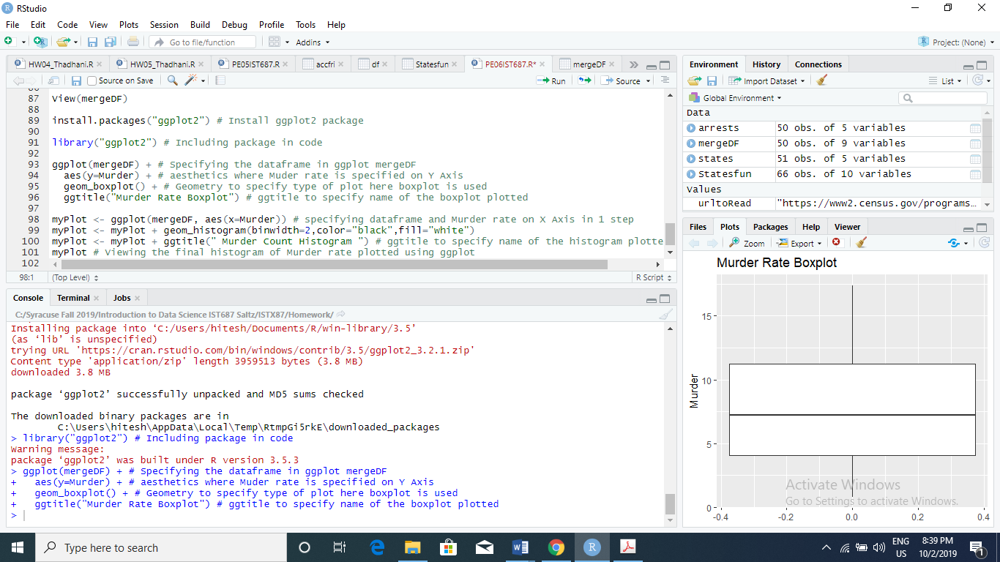 RStudio
File Edit Code View Plots Session Build Debug Profile Tools Help
Go to file/function Addins Project: (None)
HW04_Thadhani.R HW05_Thadhani.R PE05IST687.R accfri df Statesfun PE06IST687.R* mergeDF
Source on Save Run Source
87 View(mergeDF)
88
89 install.packages("ggplot2") # Install ggplot2 package
90
91 library("ggplot2") # Including package in code
92
93 ggplot(mergeDF) + # Specifying the dataframe in ggplot mergeDF
94 aes(y=Murder) + # aesthetics where Muder rate is specified on Y Axis
95 geom_boxplot() + # Geometry to specify type of plot here boxplot is used
96 ggtitle("Murder Rate Boxplot") # ggtitle to specify name of the boxplot plotted
97
98 myPlot <- ggplot(mergeDF, aes(x=Murder)) # specifying dataframe and Murder rate on X Axis in 1 step
99 myPlot <- myPlot + geom_histogram(binwidth=2,color="black",fill="white")
100 myPlot <- myPlot + ggtitle(" Murder Count Histogram ") # ggtitle to specify name of the histogram plotte
101 myPlot # Viewing the final histogram of Murder rate plotted using ggplot
102
98:1 (Top Level) R Script
Console Terminal Jobs
C:/Syracuse Fall 2019/Introduction to Data Science IST687 Saltz/ISTX87/Homework/
Installing package into ‘C:/Users/hitesh/Documents/R/win-library/3.5’
(as ‘lib’ is unspecified)
trying URL 'https://cran.rstudio.com/bin/windows/contrib/3.5/ggplot2_3.2.1.zip'
Content type 'application/zip' length 3959513 bytes (3.8 MB)
downloaded 3.8 MB
package ‘ggplot2’ successfully unpacked and MD5 sums checked
The downloaded binary packages are in
C:\Users\hitesh\AppData\Local\Temp\RtmpGi5rkE\downloaded_packages
> library("ggplot2") # Including package in code
Warning message:
package ‘ggplot2’ was built under R version 3.5.3
> ggplot(mergeDF) + # Specifying the dataframe in ggplot mergeDF
+ aes(y=Murder) + # aesthetics where Muder rate is specified on Y Axis
+ geom_boxplot() + # Geometry to specify type of plot here boxplot is used
+ ggtitle("Murder Rate Boxplot") # ggtitle to specify name of the boxplot plotted
>
Environment History Connections
Import Dataset List
Global Environment
Data
arrests 50 obs. of 5 variables
mergeDF 50 obs. of 9 variables
states 51 obs. of 5 variables
Statesfun 66 obs. of 10 variables
Values
urltoRead "https://www2.census.gov/programs…
Files Plots Packages Help Viewer
Zoom Export
Murder Rate Boxplot
15
10
5
0
Murder
-0.4 -0.2 0.0 0.2 0.4
Activate Windows
Go to Settings to activate Windows.
Type here to search
ENG 8:39 PM
US 10/2/2019
1